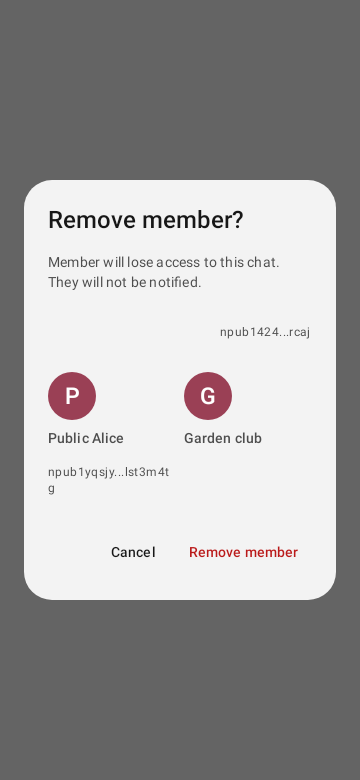 Remove member?
Member will lose access to this chat.
They will not be notified.
npub1424...rcaj
P
G
Public Alice
Garden club
npub1yqsjy...lst3m4t
g
Cancel
Remove member